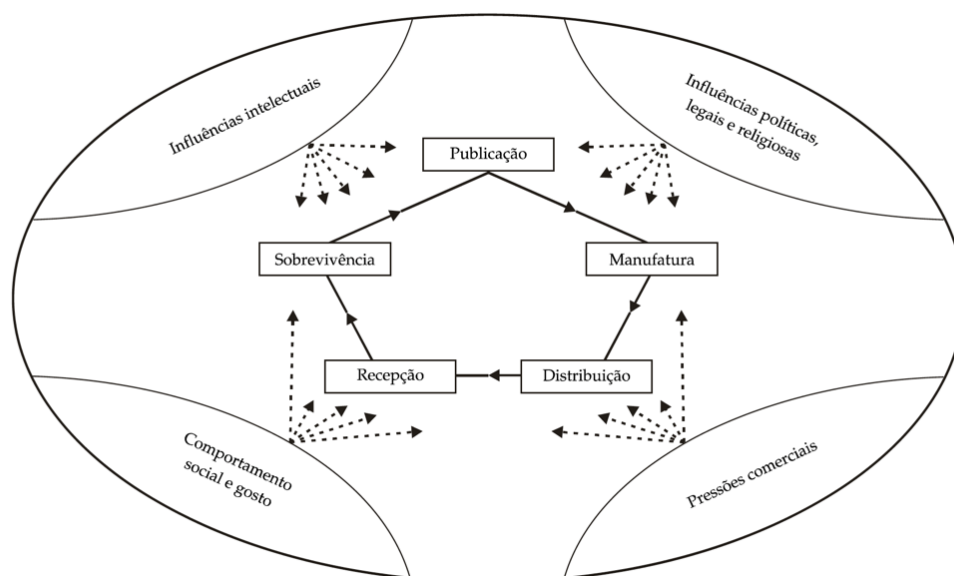 Influências intelectuais
Influências políticas,
legais e religiosas
Publicação
Sobrevivência
Manufatura
Recepção
Distribuição
Comportamento
social e gosto
Pressões comerciais